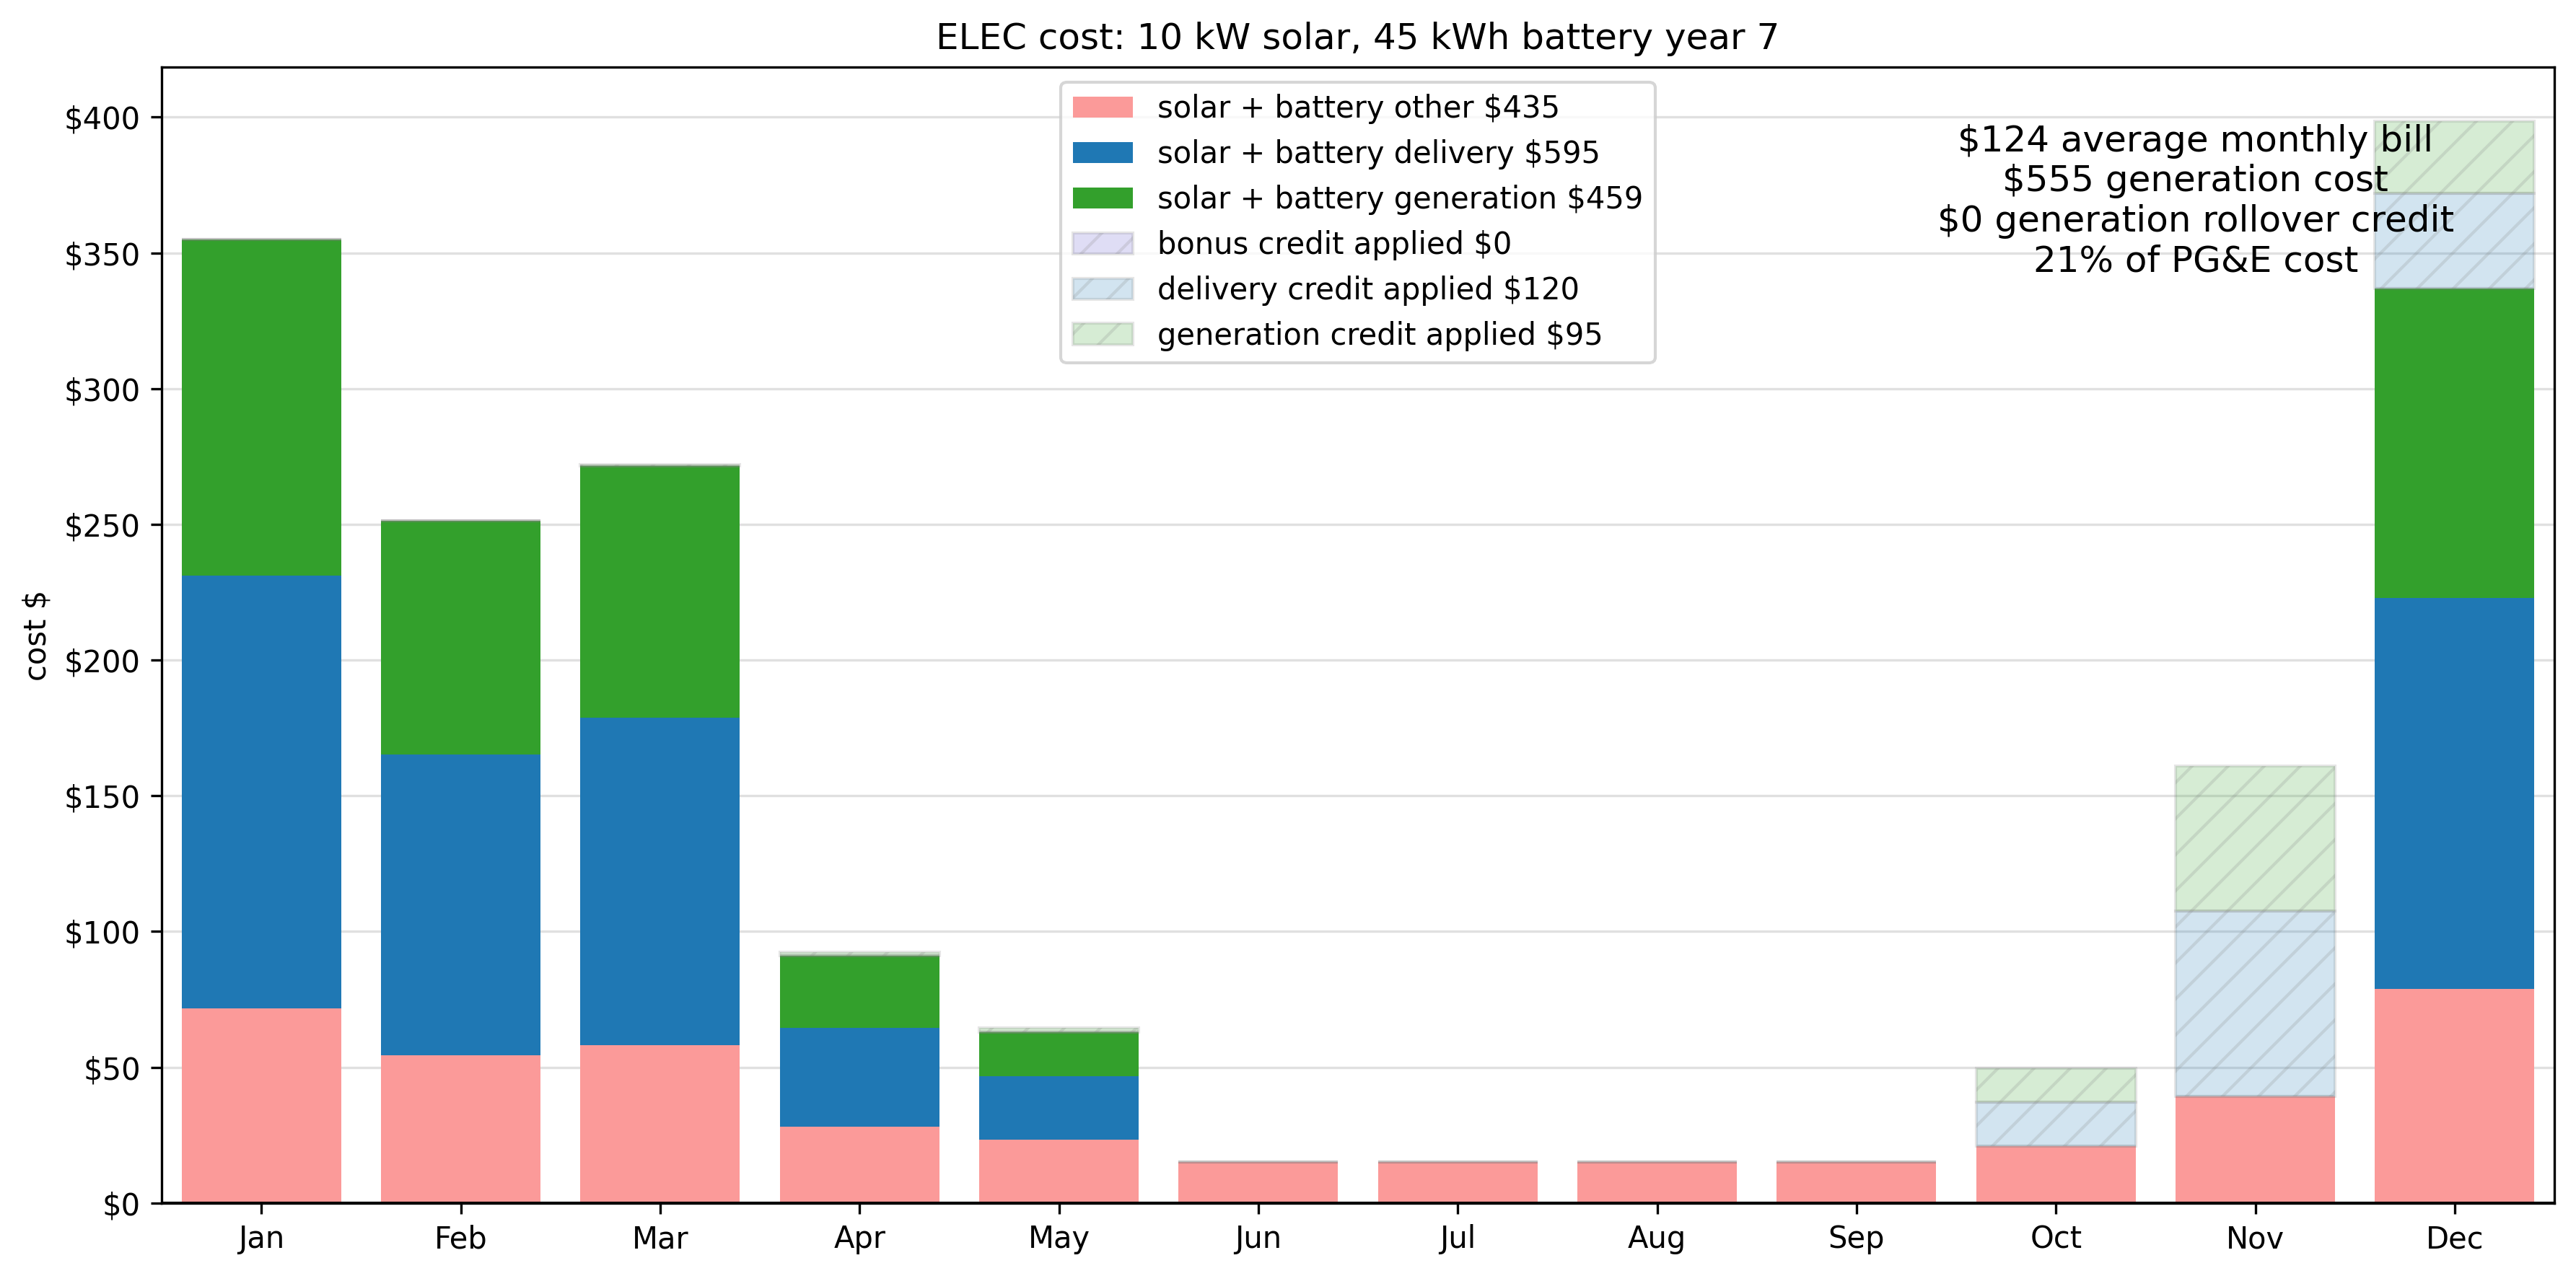 ELEC cost: 10 kW solar, 45 kWh battery year 7
cost $
$400
$350
$300
$250
$200
$150
$100
$50
$0
solar + battery other $435
solar + battery delivery $595
solar + battery generation $459
bonus credit applied $0
delivery credit applied $120
generation credit applied $95
$124 average monthly bill
$555 generation cost
$0 generation rollover credit
21% of PG&E cost
Jan Feb Mar Apr May Jun Jul Aug Sep Oct Nov Dec